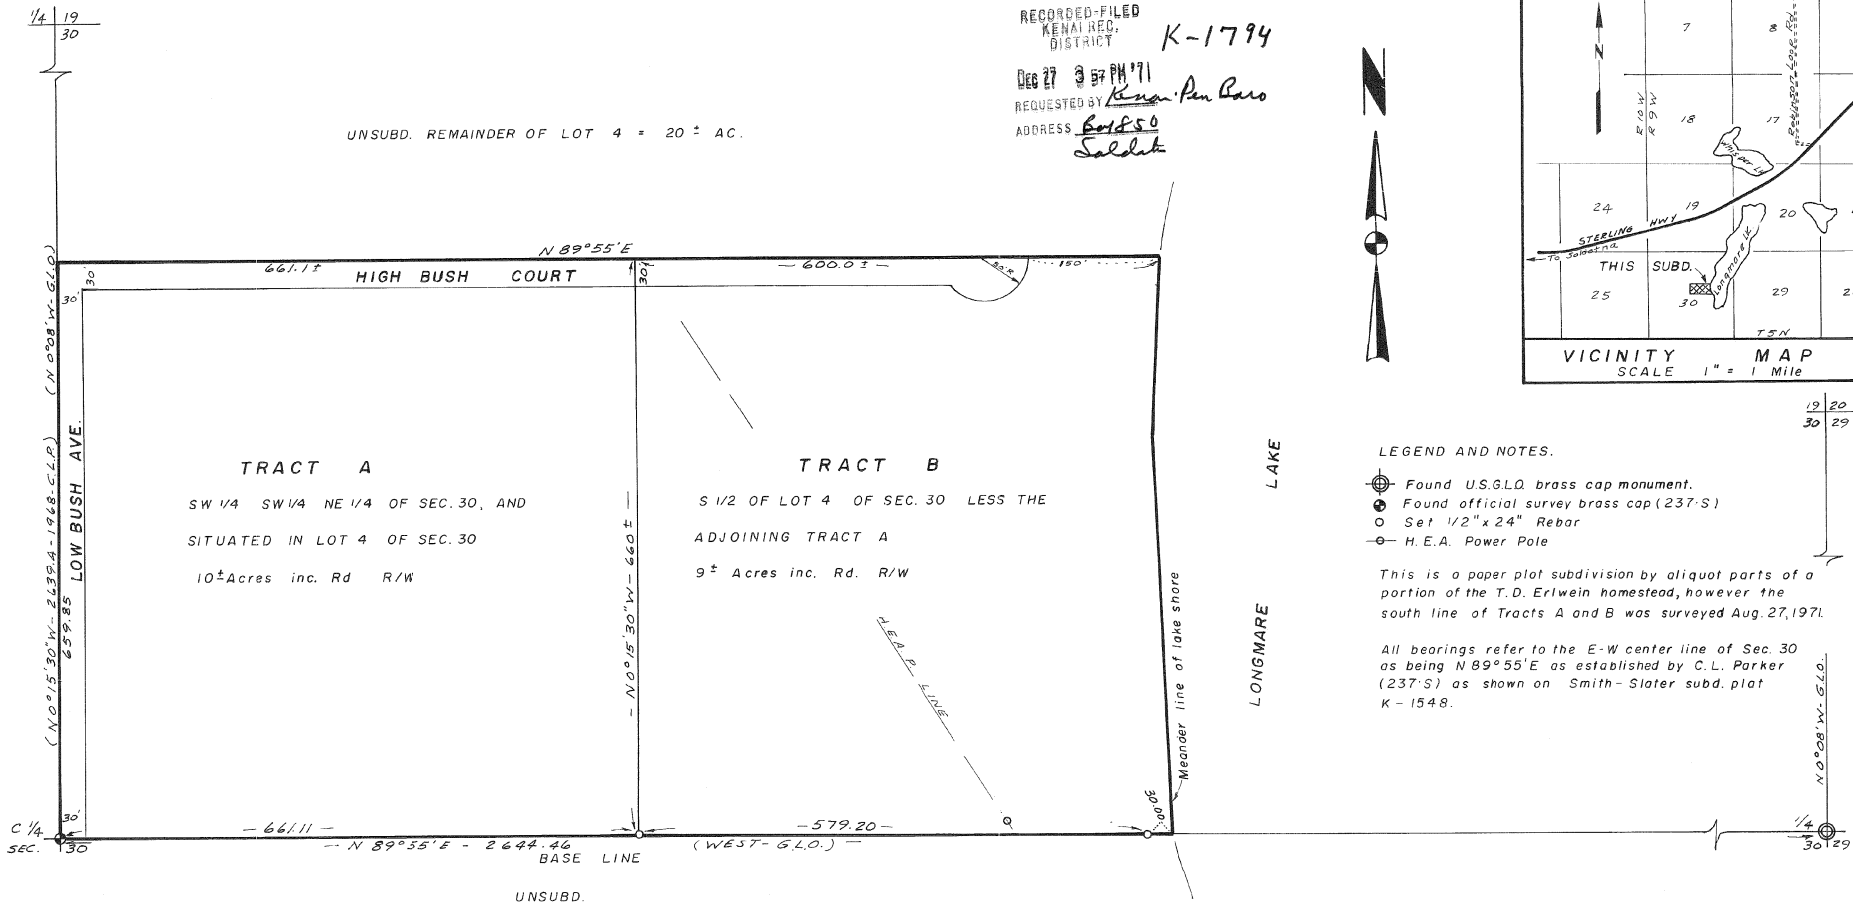 1/4 19
30
RECORDED-FILED
KENAI REC.
DISTRICT
K-1794
DEC 27 3 57 PM '71
REQUESTED BY Kenai Pen Boro
ADDRESS Box 850
Soldotna
UNSUBD. REMAINDER OF LOT 4 = 20 ± AC.
N 89°55'E
661.1±
HIGH BUSH COURT
600.0±
50'R.
150'
30'
30'
30'
(N 0°08'W-G.L.O.)
(N 0°15'30"W-2639.4-1968-C.L.P.)
LOW BUSH AVE.
659.85
30'
TRACT A
SW 1/4 SW 1/4 NE 1/4 OF SEC. 30, AND
SITUATED IN LOT 4 OF SEC. 30
10± Acres inc. Rd R/W
N 0°15'30"W-660±
TRACT B
S 1/2 OF LOT 4 OF SEC. 30 LESS THE
ADJOINING TRACT A
9± Acres inc. Rd. R/W
H.E.A. P. LINE
Meander line of lake shore
LONGMARE LAKE
30.00'
C 1/4
SEC. 30
661.11
579.20
N 89°55'E - 2644.46 (WEST-G.L.O.)
BASE LINE
UNSUBD.
N
N
7 8
Robinson Loop Rd.
R 10 W
R 9 W
18 17
Whisper Lk
24 19 20
STERLING HWY
To Soldotna
THIS SUBD.
Longmare Lk
25 30 29
T 5 N
VICINITY MAP
SCALE 1" = 1 Mile
19 20
30 29
LEGEND AND NOTES.
Found U.S.G.L.O. brass cap monument.
Found official survey brass cap (237·S)
Set 1/2" x 24" Rebar
H.E.A. Power Pole
This is a paper plot subdivision by aliquot parts of a
portion of the T.D. Erlwein homestead, however the
south line of Tracts A and B was surveyed Aug. 27, 1971.
All bearings refer to the E-W center line of Sec. 30
as being N 89°55'E as established by C.L. Parker
(237·S) as shown on Smith-Slater subd. plat
K-1548.
N 0°08'W-G.L.O.
1/4
30 29